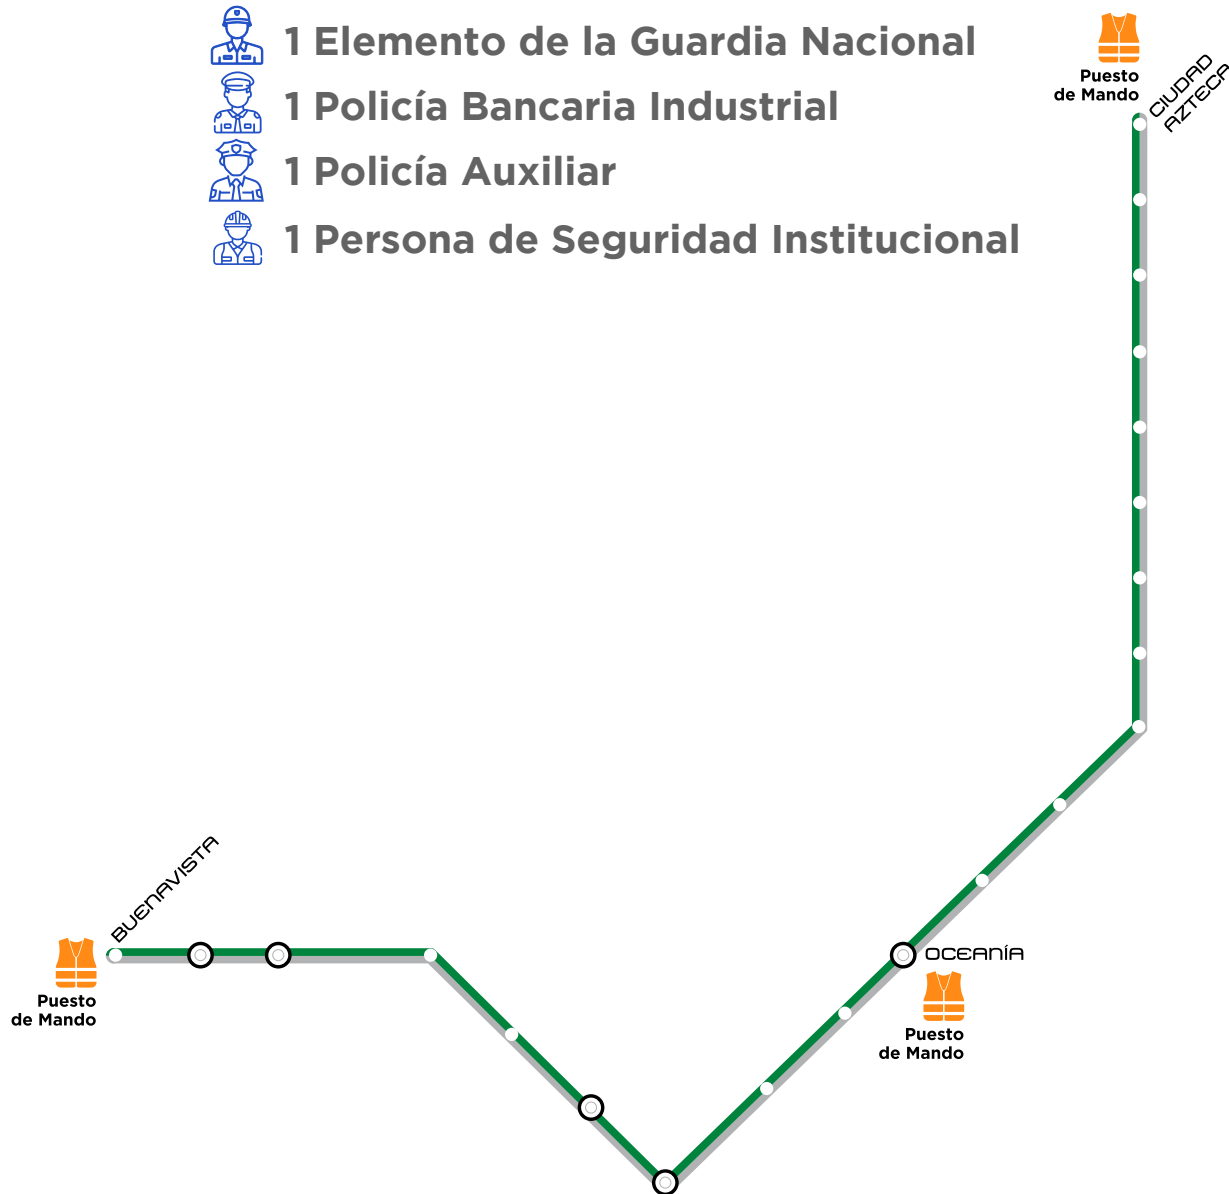 1 Elemento de la Guardia Nacional
1 Policía Bancaria Industrial
1 Policía Auxiliar
1 Persona de Seguridad Institucional
Puesto
de Mando
CIUDAD
AZTECA
BUENAVISTA
Puesto
de Mando
OCEANÍA
Puesto
de Mando